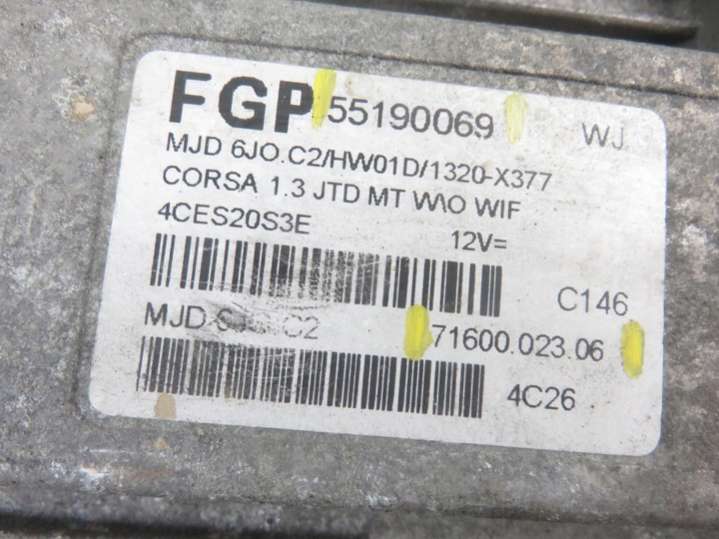 FGP 55190069 WJ
MJD 6JO.C2/HW01D/1320-X377
CORSA 1.3 JTD MT W\O WIF
4CES20S3E 12V=
C146
MJD C2 71600.023.06
4C26